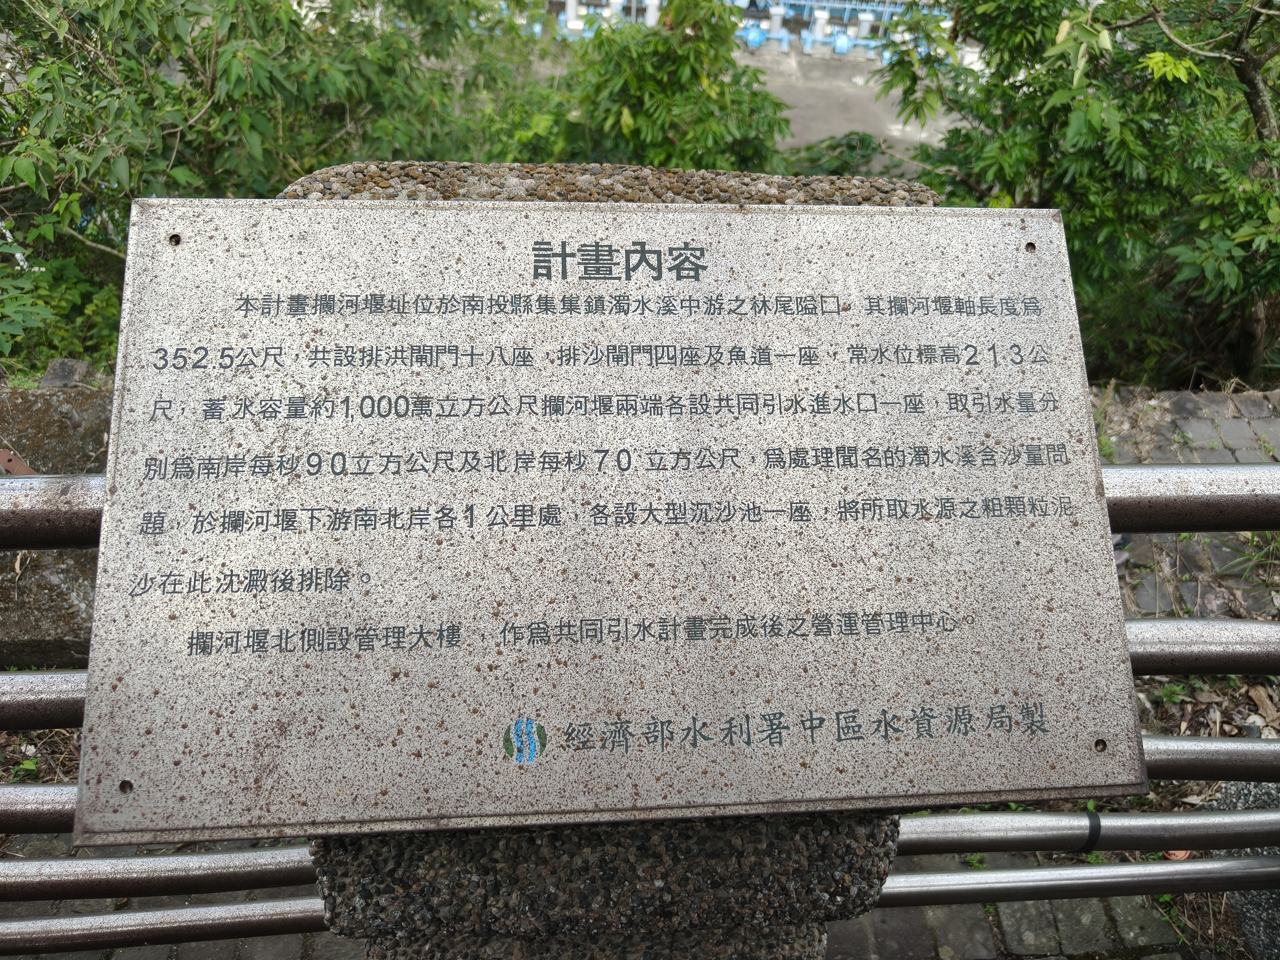 計畫內容
本計畫攔河堰址位於南投縣集集鎮濁水溪中游之林尾隘口，其攔河堰軸長度爲
352.5公尺，共設排洪閘門十八座，排沙閘門四座及魚道一座，常水位標高213公
尺，蓄水容量約1,000萬立方公尺攔河堰兩端各設共同引水進水口一座，取引水量分
別爲南岸每秒90立方公尺及北岸每秒70立方公尺，爲處理聞名的濁水溪含沙量問
題，於攔河堰下游南北岸各1公里處，各設大型沉沙池一座，將所取水源之粗顆粒泥
沙在此沈澱後排除。
攔河堰北側設管理大樓，作爲共同引水計畫完成後之營運管理中心。
經濟部水利署中區水資源局製